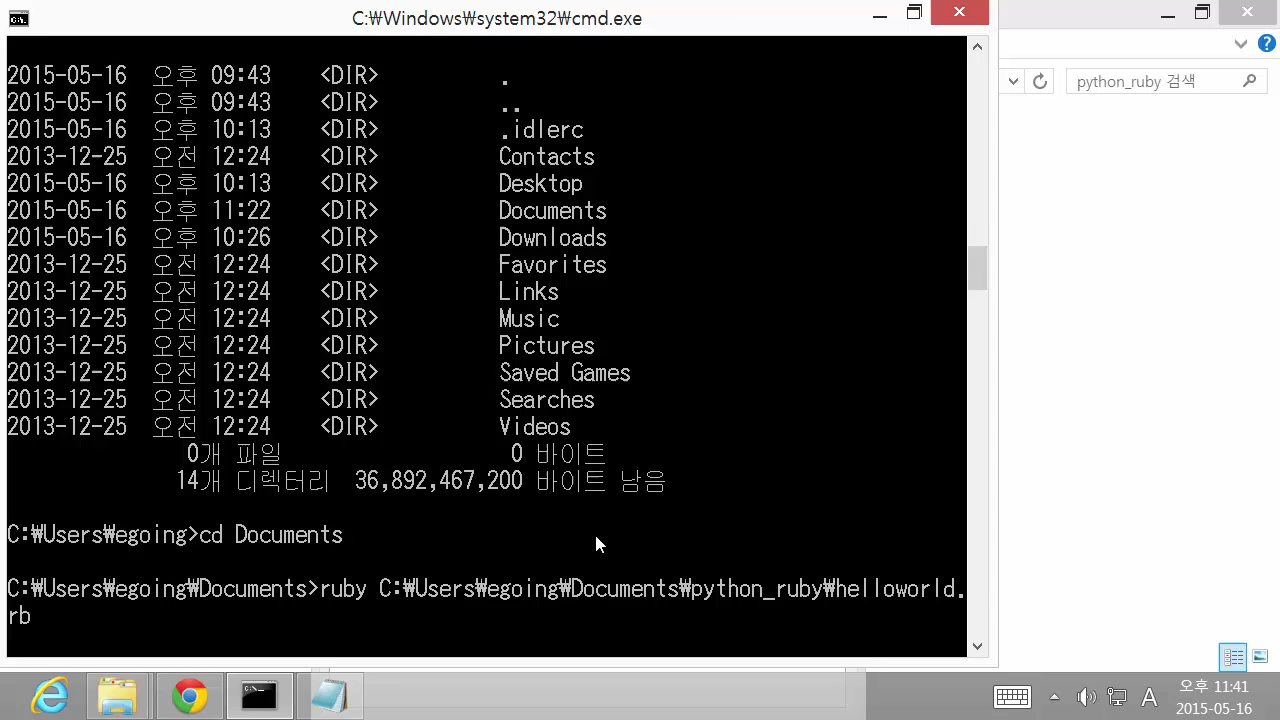 C:₩Windows₩system32₩cmd.exe
python_ruby 검색
2015-05-16 오후 09:43 <DIR> .
2015-05-16 오후 09:43 <DIR> ..
2015-05-16 오후 10:13 <DIR> .idlerc
2013-12-25 오전 12:24 <DIR> Contacts
2015-05-16 오후 10:13 <DIR> Desktop
2015-05-16 오후 11:22 <DIR> Documents
2015-05-16 오후 10:26 <DIR> Downloads
2013-12-25 오전 12:24 <DIR> Favorites
2013-12-25 오전 12:24 <DIR> Links
2013-12-25 오전 12:24 <DIR> Music
2013-12-25 오전 12:24 <DIR> Pictures
2013-12-25 오전 12:24 <DIR> Saved Games
2013-12-25 오전 12:24 <DIR> Searches
2013-12-25 오전 12:24 <DIR> Videos
0개 파일 0 바이트
14개 디렉터리 36,892,467,200 바이트 남음
C:₩Users₩egoing>cd Documents
C:₩Users₩egoing₩Documents>ruby C:₩Users₩egoing₩Documents₩python_ruby₩helloworld.
rb
A
오후 11:41
2015-05-16